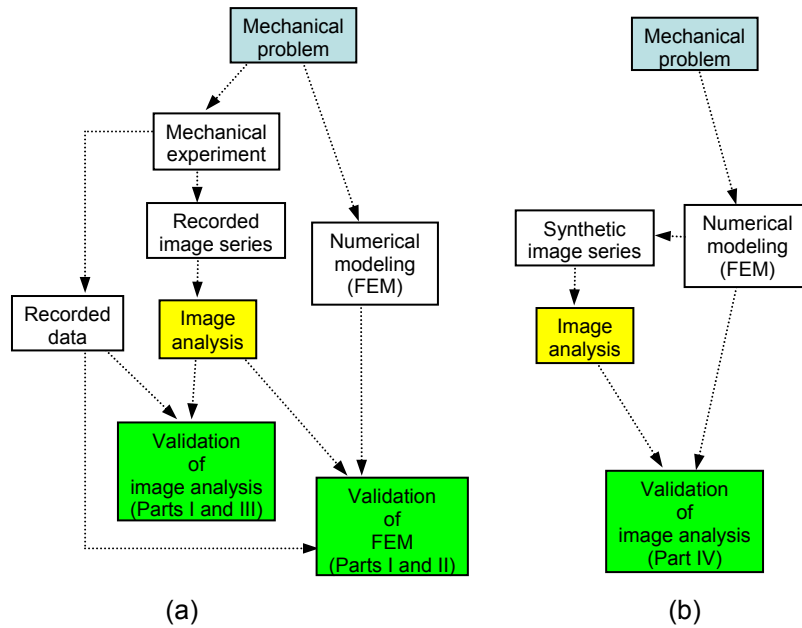 Mechanical
problem
Mechanical
experiment
Recorded
image series
Numerical
modeling
(FEM)
Recorded
data
Image
analysis
Validation
of
image analysis
(Parts I and III)
Validation
of
FEM
(Parts I and II)
(a)
Mechanical
problem
Synthetic
image series
Numerical
modeling
(FEM)
Image
analysis
Validation
of
image analysis
(Part IV)
(b)